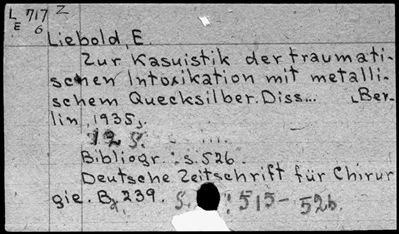 L 717 Z
E 6
Liebold, E.
Zur Kasuistik der traumati-
schen Intoxikation mit metalli-
schem Quecksilber. Diss... Ber-
lin 1935.
12 S.
Bibliogr. s. 526.
Deutsche Zeitschrift für Chirur
gie. Bd 239. S. : 515-526.